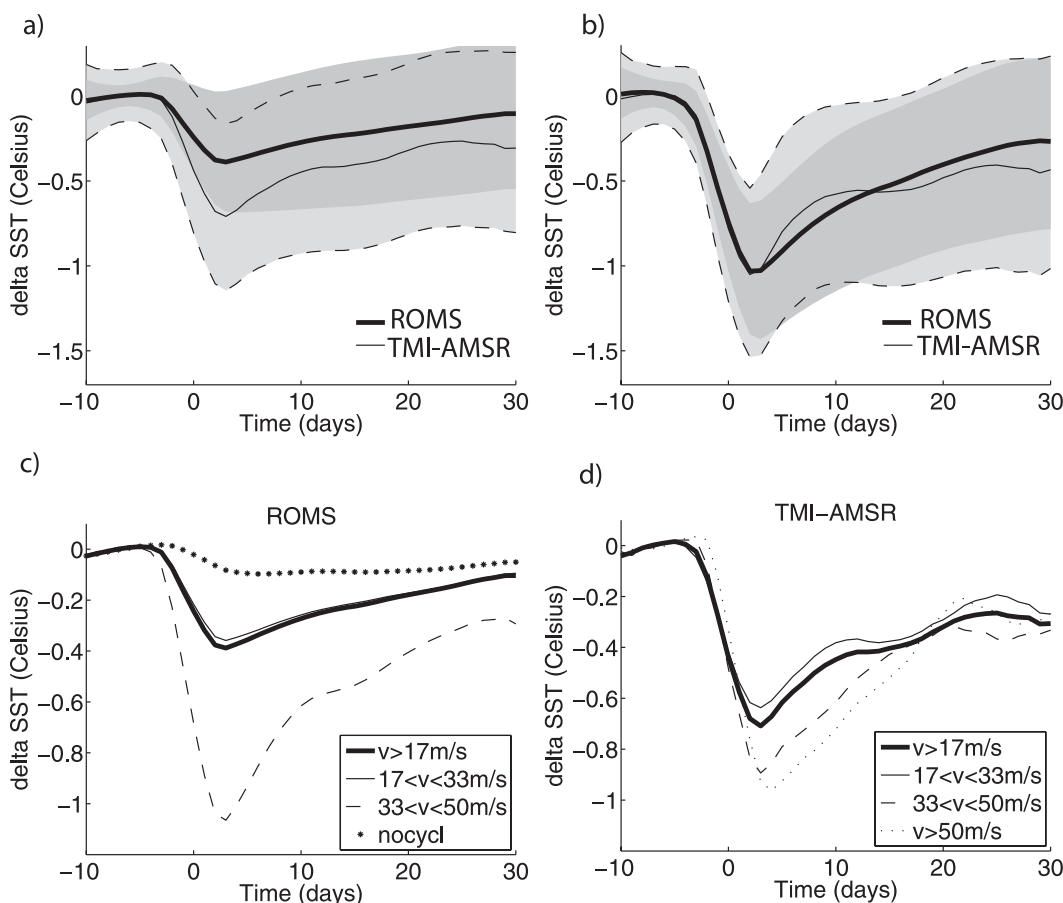 a)
delta SST (Celsius)
0
−0.5
−1
−1.5
ROMS
TMI-AMSR
−10 0 10 20 30
Time (days)
b)
delta SST (Celsius)
0
−0.5
−1
−1.5
ROMS
TMI-AMSR
−10 0 10 20 30
Time (days)
c)
ROMS
delta SST (Celsius)
0
−0.2
−0.4
−0.6
−0.8
−1
v>17m/s
17<v<33m/s
33<v<50m/s
nocycl
−10 0 10 20 30
Time (days)
d)
TMI−AMSR
delta SST (Celsius)
0
−0.2
−0.4
−0.6
−0.8
−1
v>17m/s
17<v<33m/s
33<v<50m/s
v>50m/s
−10 0 10 20 30
Time (days)